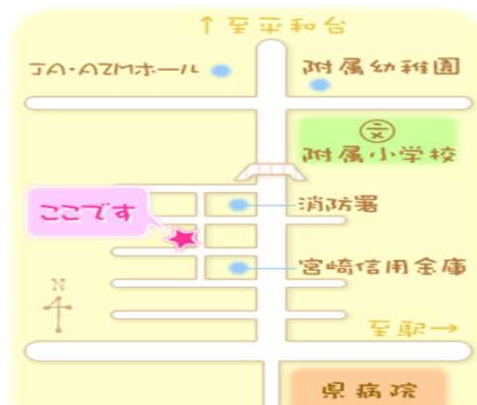 ↑至平和台
JA・AZMホール
附属幼稚園
文
附属小学校
ここです
消防署
宮崎信用金庫
N
至駅→
県病院